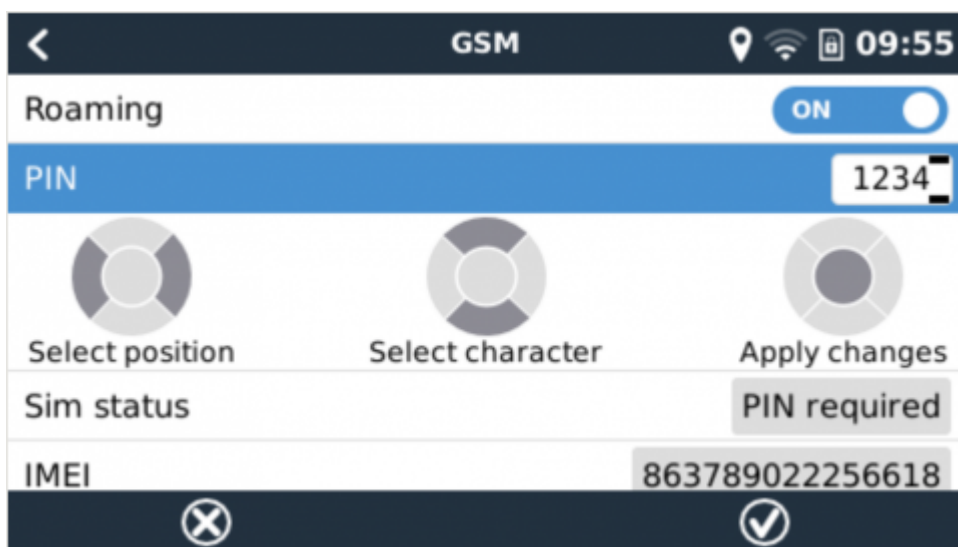 GSM 09:55
Roaming ON
PIN 1234
Select position Select character Apply changes
Sim status PIN required
IMEI 863789022256618